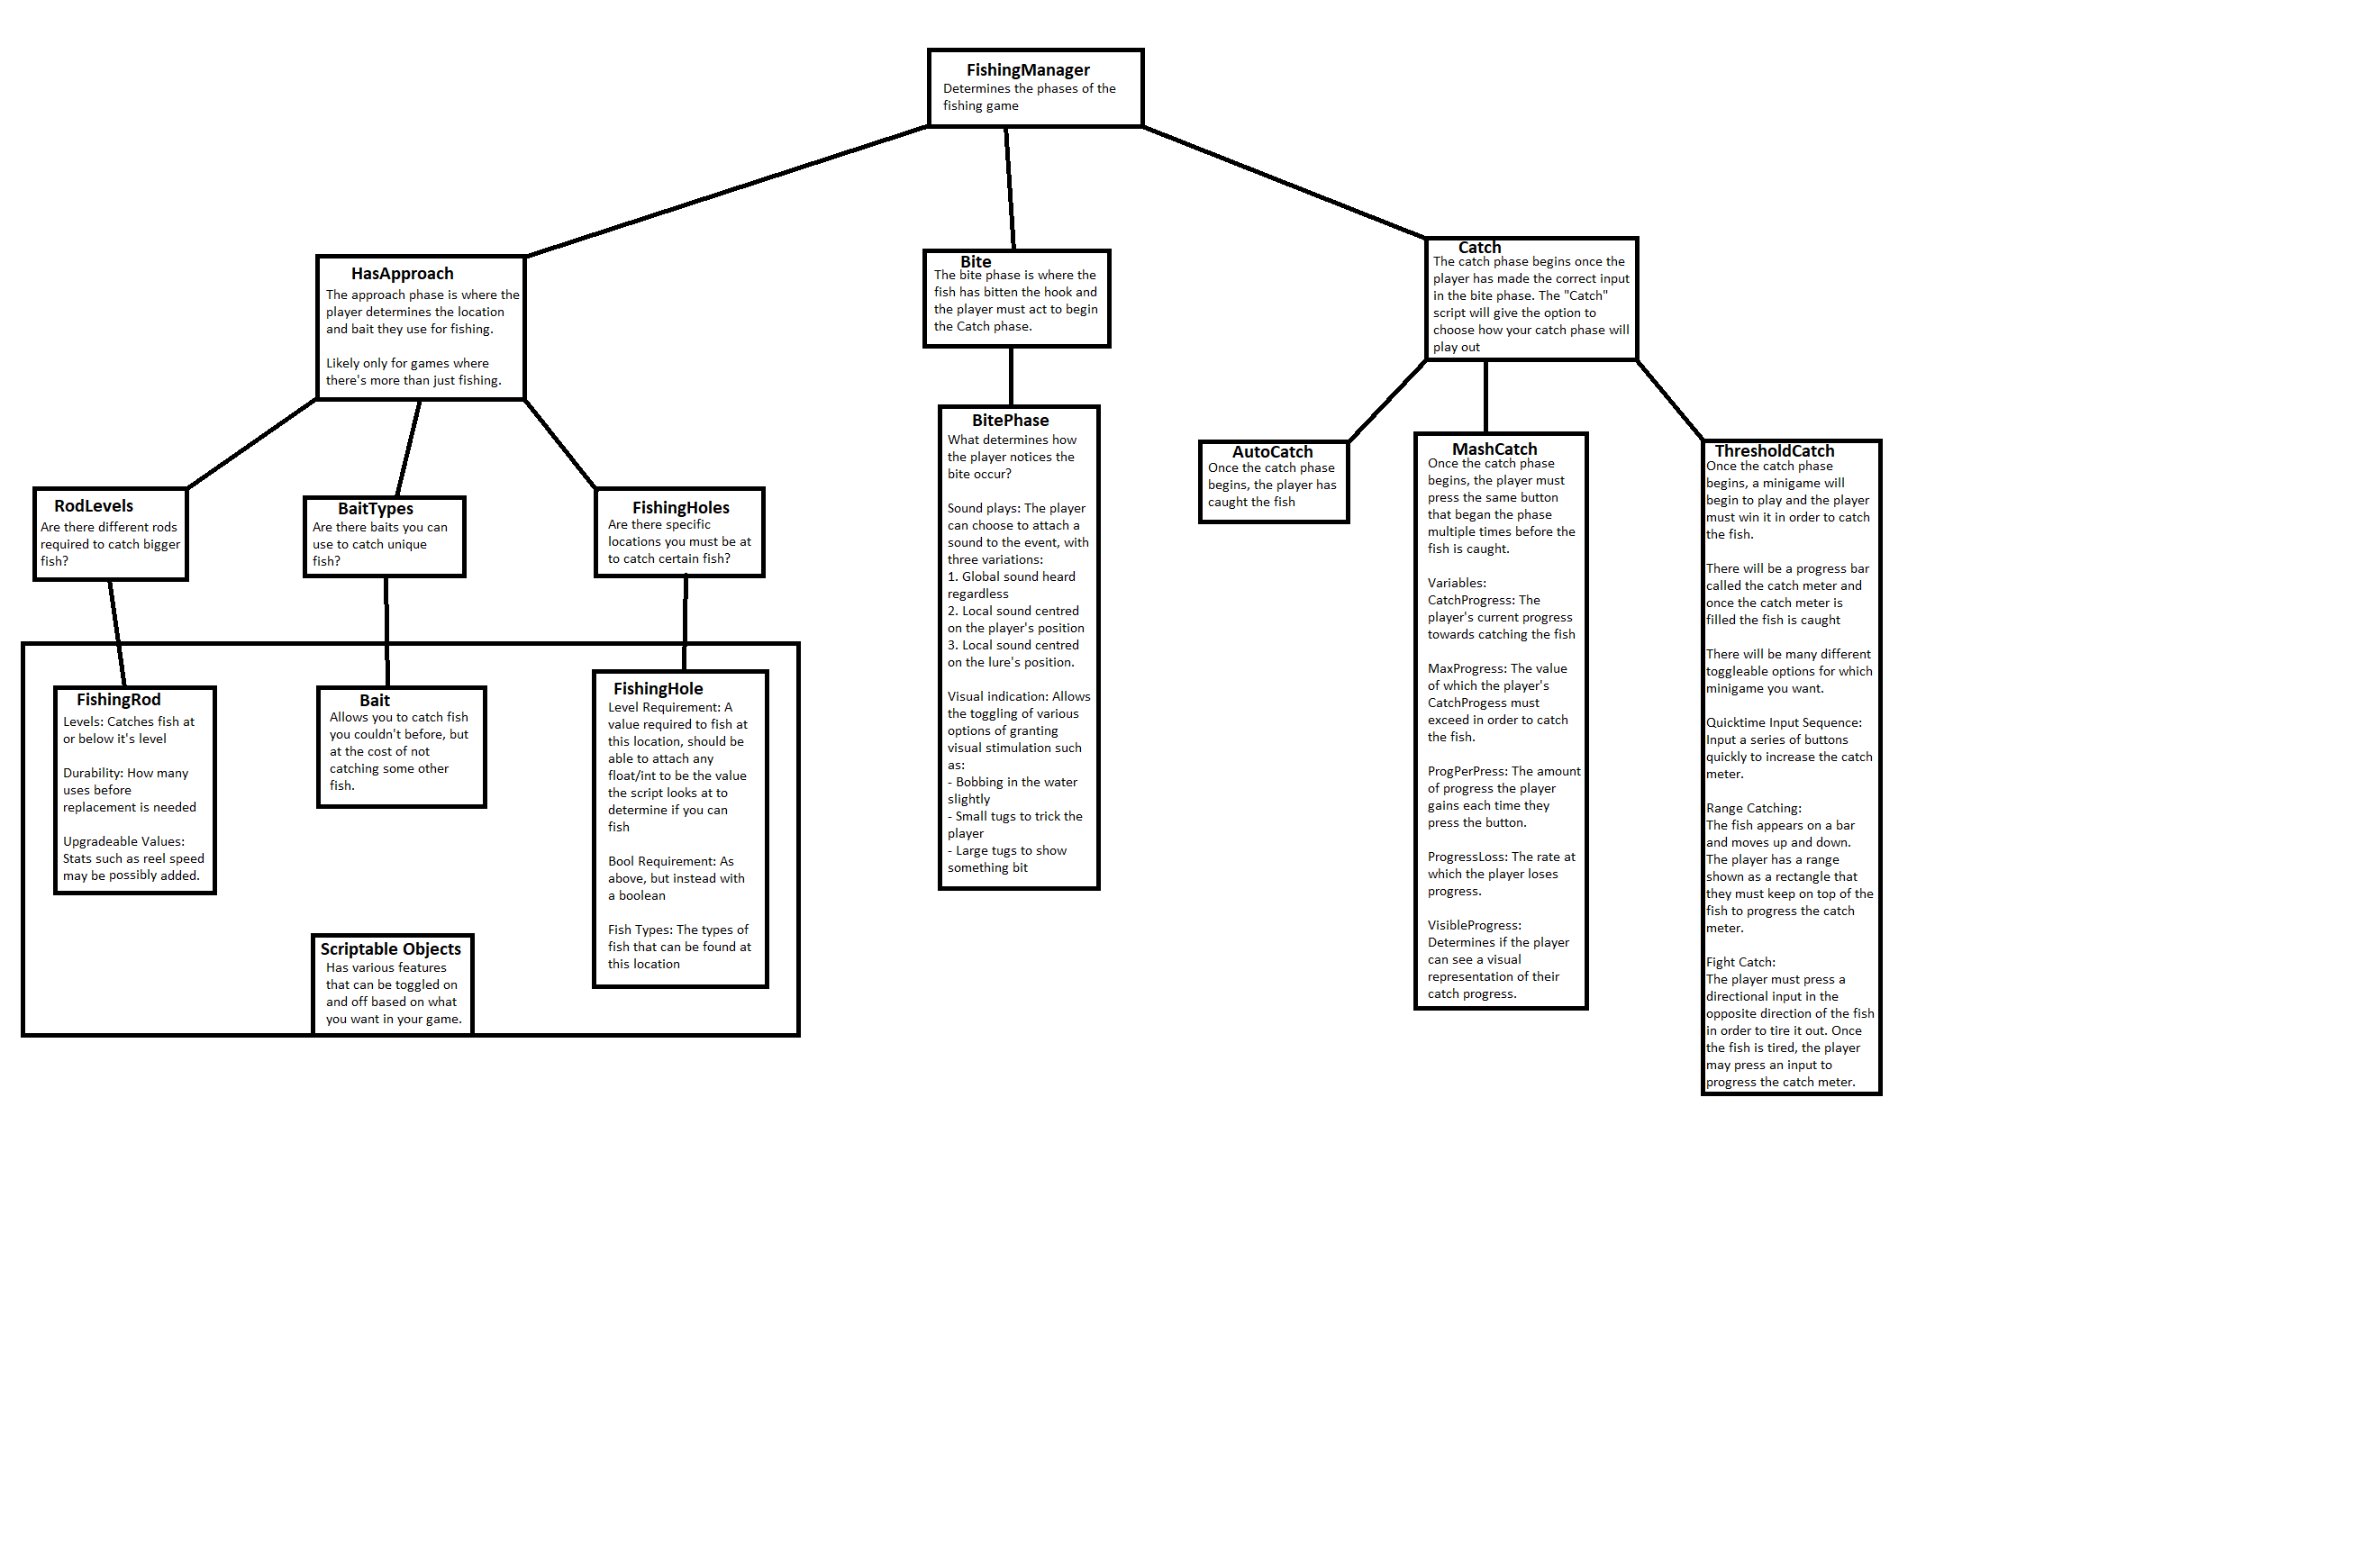 FishingManager
Determines the phases of the
fishing game
HasApproach
The approach phase is where the
player determines the location
and bait they use for fishing.
Likely only for games where
there's more than just fishing.
Bite
The bite phase is where the
fish has bitten the hook and
the player must act to begin
the Catch phase.
Catch
The catch phase begins once the
player has made the correct input
in the bite phase. The "Catch"
script will give the option to
choose how your catch phase will
play out
RodLevels
Are there different rods
required to catch bigger
fish?
BaitTypes
Are there baits you can
use to catch unique
fish?
FishingHoles
Are there specific
locations you must be at
to catch certain fish?
FishingRod
Levels: Catches fish at
or below it's level
Durability: How many
uses before
replacement is needed
Upgradeable Values:
Stats such as reel speed
may be possibly added.
Bait
Allows you to catch fish
you couldn't before, but
at the cost of not
catching some other
fish.
FishingHole
Level Requirement: A
value required to fish at
this location, should be
able to attach any
float/int to be the value
the script looks at to
determine if you can
fish
Bool Requirement: As
above, but instead with
a boolean
Fish Types: The types of
fish that can be found at
this location
Scriptable Objects
Has various features
that can be toggled on
and off based on what
you want in your game.
BitePhase
What determines how
the player notices the
bite occur?
Sound plays: The player
can choose to attach a
sound to the event, with
three variations:
1. Global sound heard
regardless
2. Local sound centred
on the player's position
3. Local sound centred
on the lure's position.
Visual indication: Allows
the toggling of various
options of granting
visual stimulation such
as:
- Bobbing in the water
slightly
- Small tugs to trick the
player
- Large tugs to show
something bit
AutoCatch
Once the catch phase
begins, the player has
caught the fish
MashCatch
Once the catch phase
begins, the player must
press the same button
that began the phase
multiple times before the
fish is caught.
Variables:
CatchProgress: The
player's current progress
towards catching the fish
MaxProgress: The value
of which the player's
CatchProgess must
exceed in order to catch
the fish.
ProgPerPress: The amount
of progress the player
gains each time they
press the button.
ProgressLoss: The rate at
which the player loses
progress.
VisibleProgress:
Determines if the player
can see a visual
representation of their
catch progress.
ThresholdCatch
Once the catch phase
begins, a minigame will
begin to play and the player
must win it in order to catch
the fish.
There will be a progress bar
called the catch meter and
once the catch meter is
filled the fish is caught
There will be many different
toggleable options for which
minigame you want.
Quicktime Input Sequence:
Input a series of buttons
quickly to increase the catch
meter.
Range Catching:
The fish appears on a bar
and moves up and down.
The player has a range
shown as a rectangle that
they must keep on top of the
fish to progress the catch
meter.
Fight Catch:
The player must press a
directional input in the
opposite direction of the fish
in order to tire it out. Once
the fish is tired, the player
may press an input to
progress the catch meter.